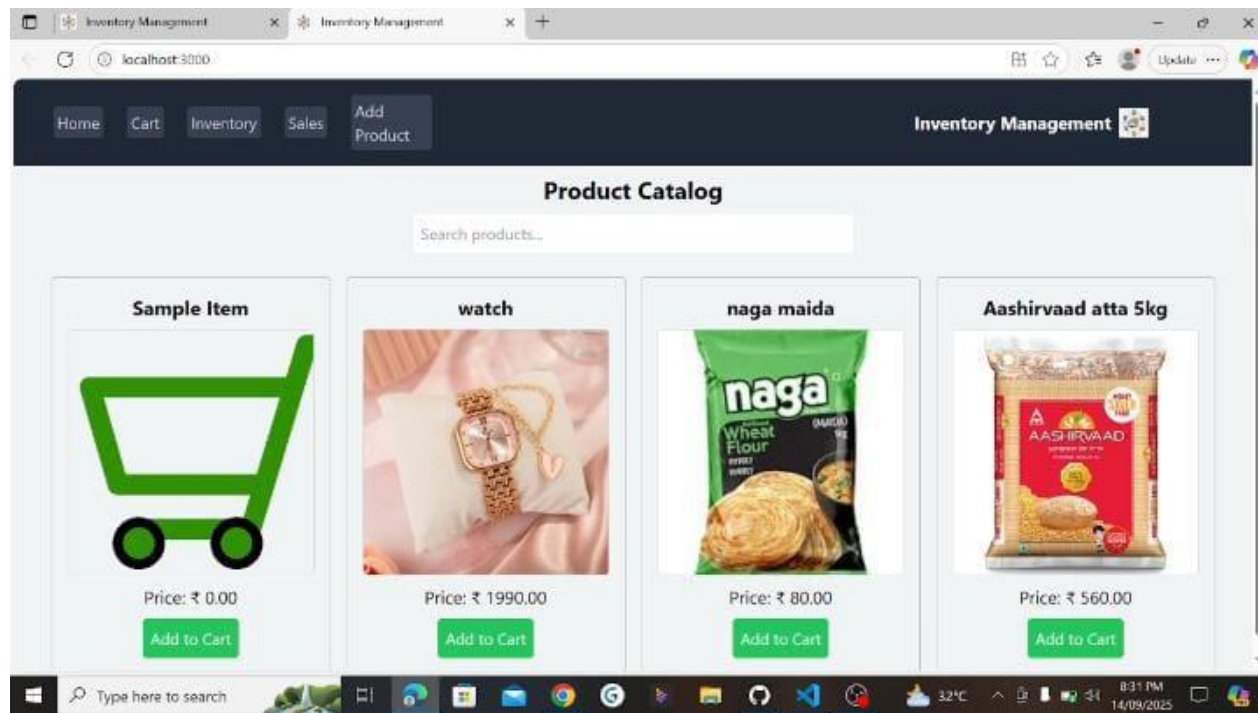 Inventory Management
Inventory Management
localhost:3000
Update
Home Cart Inventory Sales Add Product
Inventory Management
Product Catalog
Search products...
Sample Item
watch
naga maida
Aashirvaad atta 5kg
naga
Wheat
Flour
(MAIDA)
AASHIRVAAD
Price: ₹ 0.00
Price: ₹ 1990.00
Price: ₹ 80.00
Price: ₹ 560.00
Add to Cart
Add to Cart
Add to Cart
Add to Cart
Type here to search
32°C
8:31 PM
14/09/2025